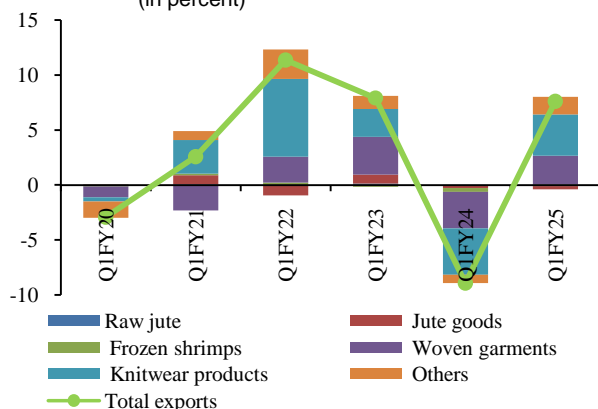 (in percent)
15
10
5
0
-5
-10
Q1FY20
Q1FY21
Q1FY22
Q1FY23
Q1FY24
Q1FY25
Raw jute
Jute goods
Frozen shrimps
Woven garments
Knitwear products
Others
Total exports